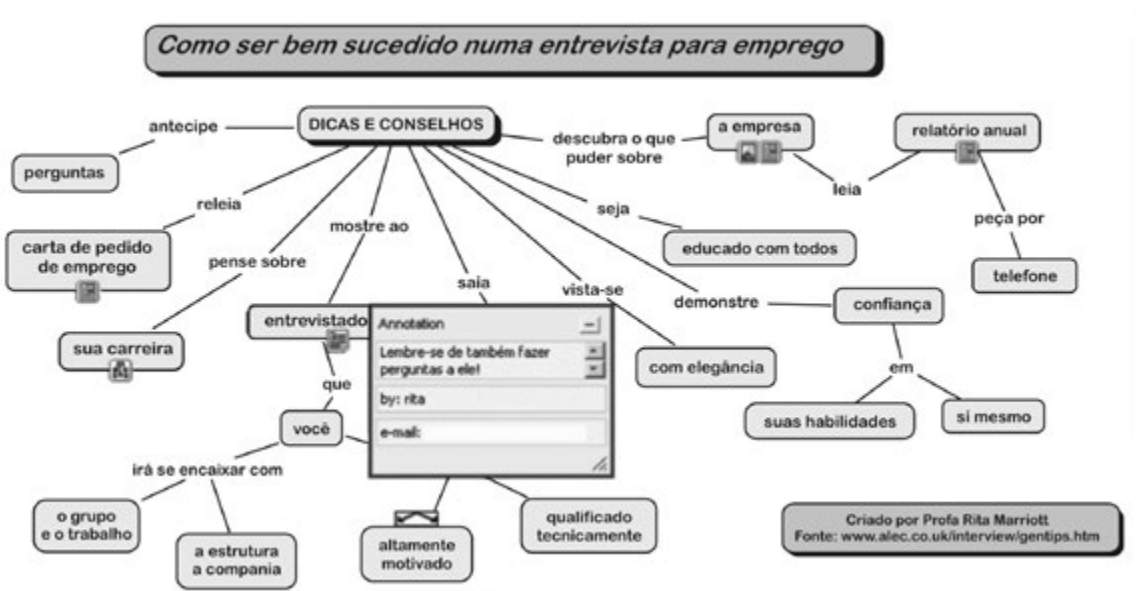 Como ser bem sucedido numa entrevista para emprego
DICAS E CONSELHOS
antecipe
perguntas
releia
carta de pedido
de emprego
pense sobre
sua carreira
mostre ao
entrevistado
que
você
irá se encaixar com
o grupo
e o trabalho
a estrutura
a compania
altamente
motivado
qualificado
tecnicamente
saia
Annotation
Lembre-se de também fazer
perguntas a ele!
by: rita
e-mail:
vista-se
com elegância
demonstre
confiança
em
suas habilidades
si mesmo
seja
educado com todos
descubra o que
puder sobre
a empresa
leia
relatório anual
peça por
telefone
Criado por Profa Rita Marriott
Fonte: www.alec.co.uk/interview/gentips.htm